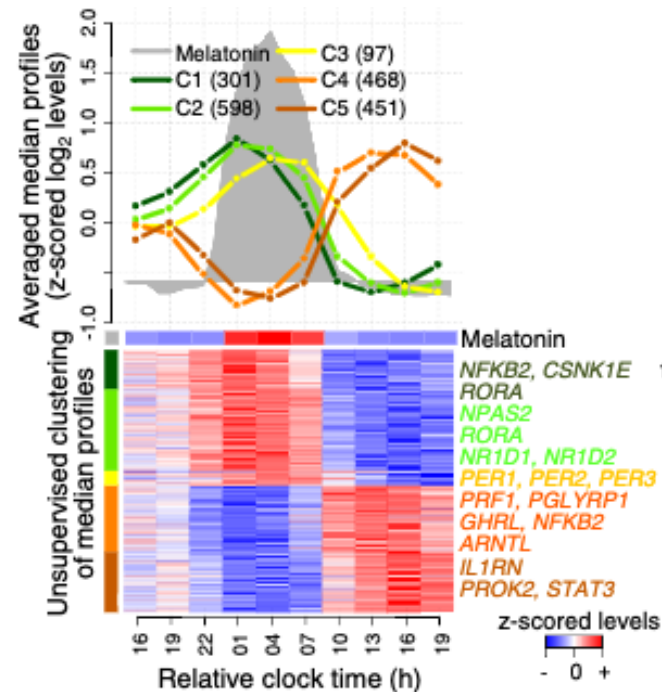 Averaged median profiles
(z-scored log2 levels)
2.0
1.5
1.0
0.5
0.0
-1.0
Melatonin
C1 (301)
C2 (598)
C3 (97)
C4 (468)
C5 (451)
Unsupervised clustering
of median profiles
Melatonin
NFKB2, CSNK1E
RORA
NPAS2
RORA
NR1D1, NR1D2
PER1, PER2, PER3
PRF1, PGLYRP1
GHRL, NFKB2
ARNTL
IL1RN
PROK2, STAT3
16 19 22 01 04 07 10 13 16 19
Relative clock time (h)
z-scored levels
- 0 +